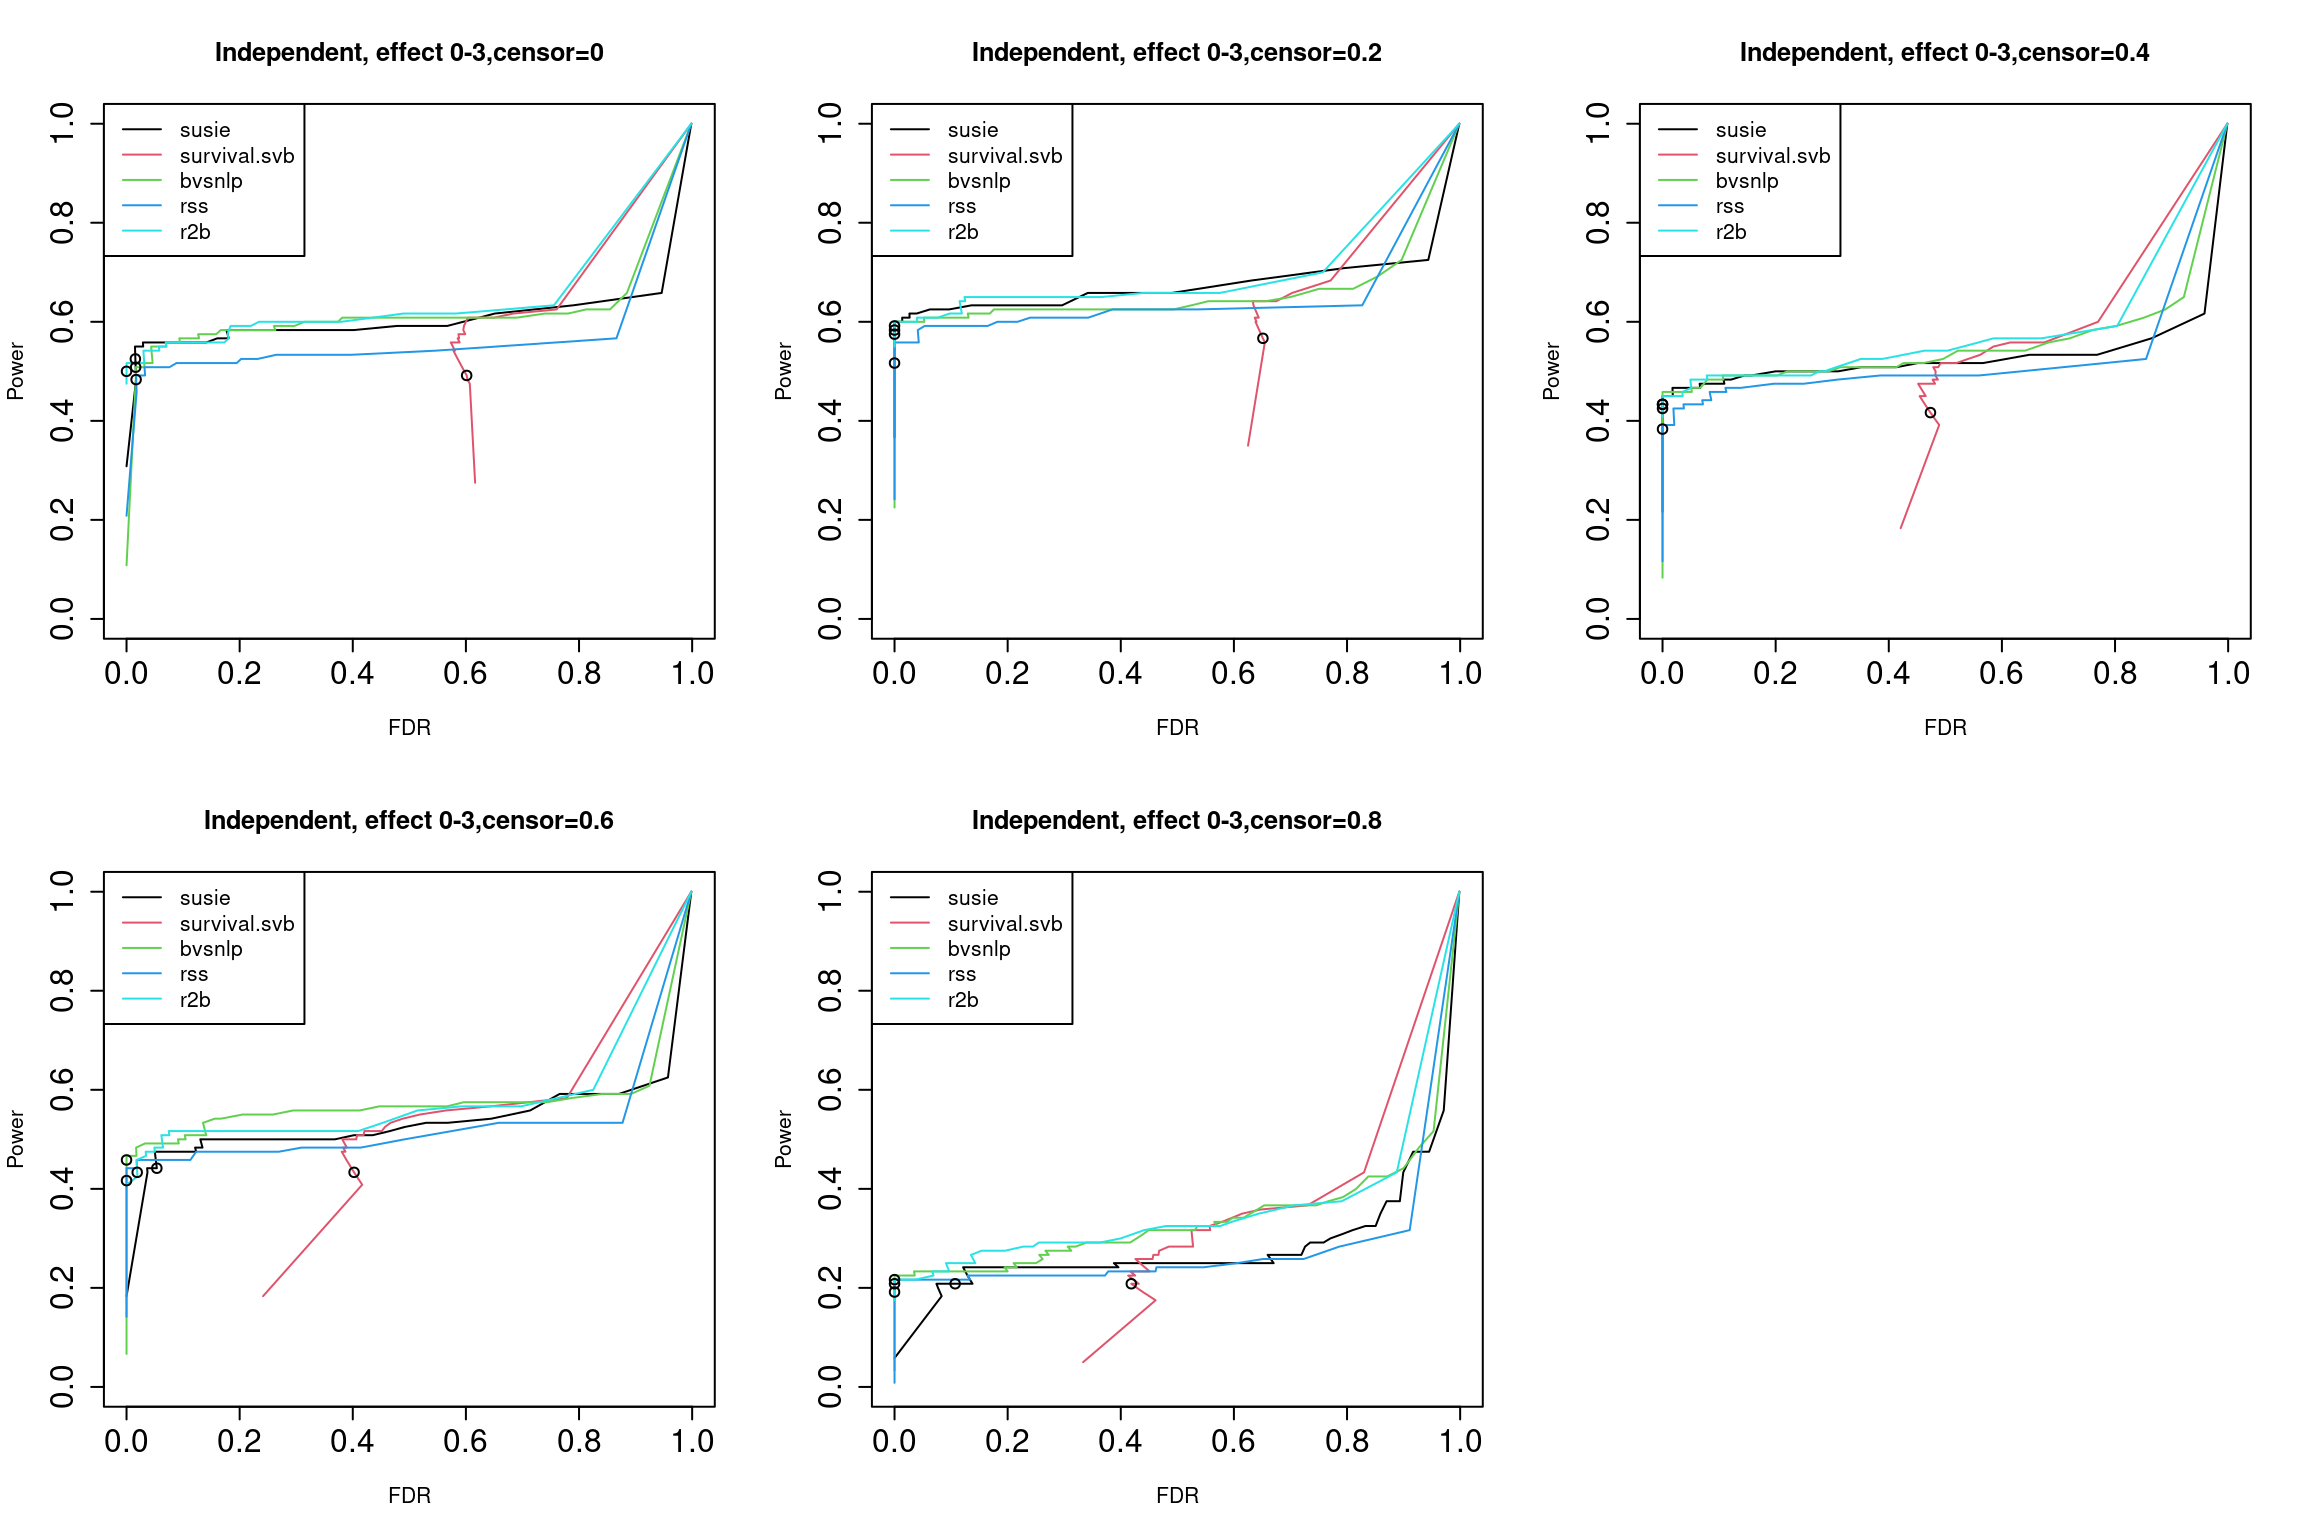 Independent, effect 0-3,censor=0
susie
survival.svb
bvsnlp
rss
r2b
Power
0.0 0.2 0.4 0.6 0.8 1.0
0.0 0.2 0.4 0.6 0.8 1.0
FDR
Independent, effect 0-3,censor=0.2
susie
survival.svb
bvsnlp
rss
r2b
Power
0.0 0.2 0.4 0.6 0.8 1.0
0.0 0.2 0.4 0.6 0.8 1.0
FDR
Independent, effect 0-3,censor=0.4
susie
survival.svb
bvsnlp
rss
r2b
Power
0.0 0.2 0.4 0.6 0.8 1.0
0.0 0.2 0.4 0.6 0.8 1.0
FDR
Independent, effect 0-3,censor=0.6
susie
survival.svb
bvsnlp
rss
r2b
Power
0.0 0.2 0.4 0.6 0.8 1.0
0.0 0.2 0.4 0.6 0.8 1.0
FDR
Independent, effect 0-3,censor=0.8
susie
survival.svb
bvsnlp
rss
r2b
Power
0.0 0.2 0.4 0.6 0.8 1.0
0.0 0.2 0.4 0.6 0.8 1.0
FDR